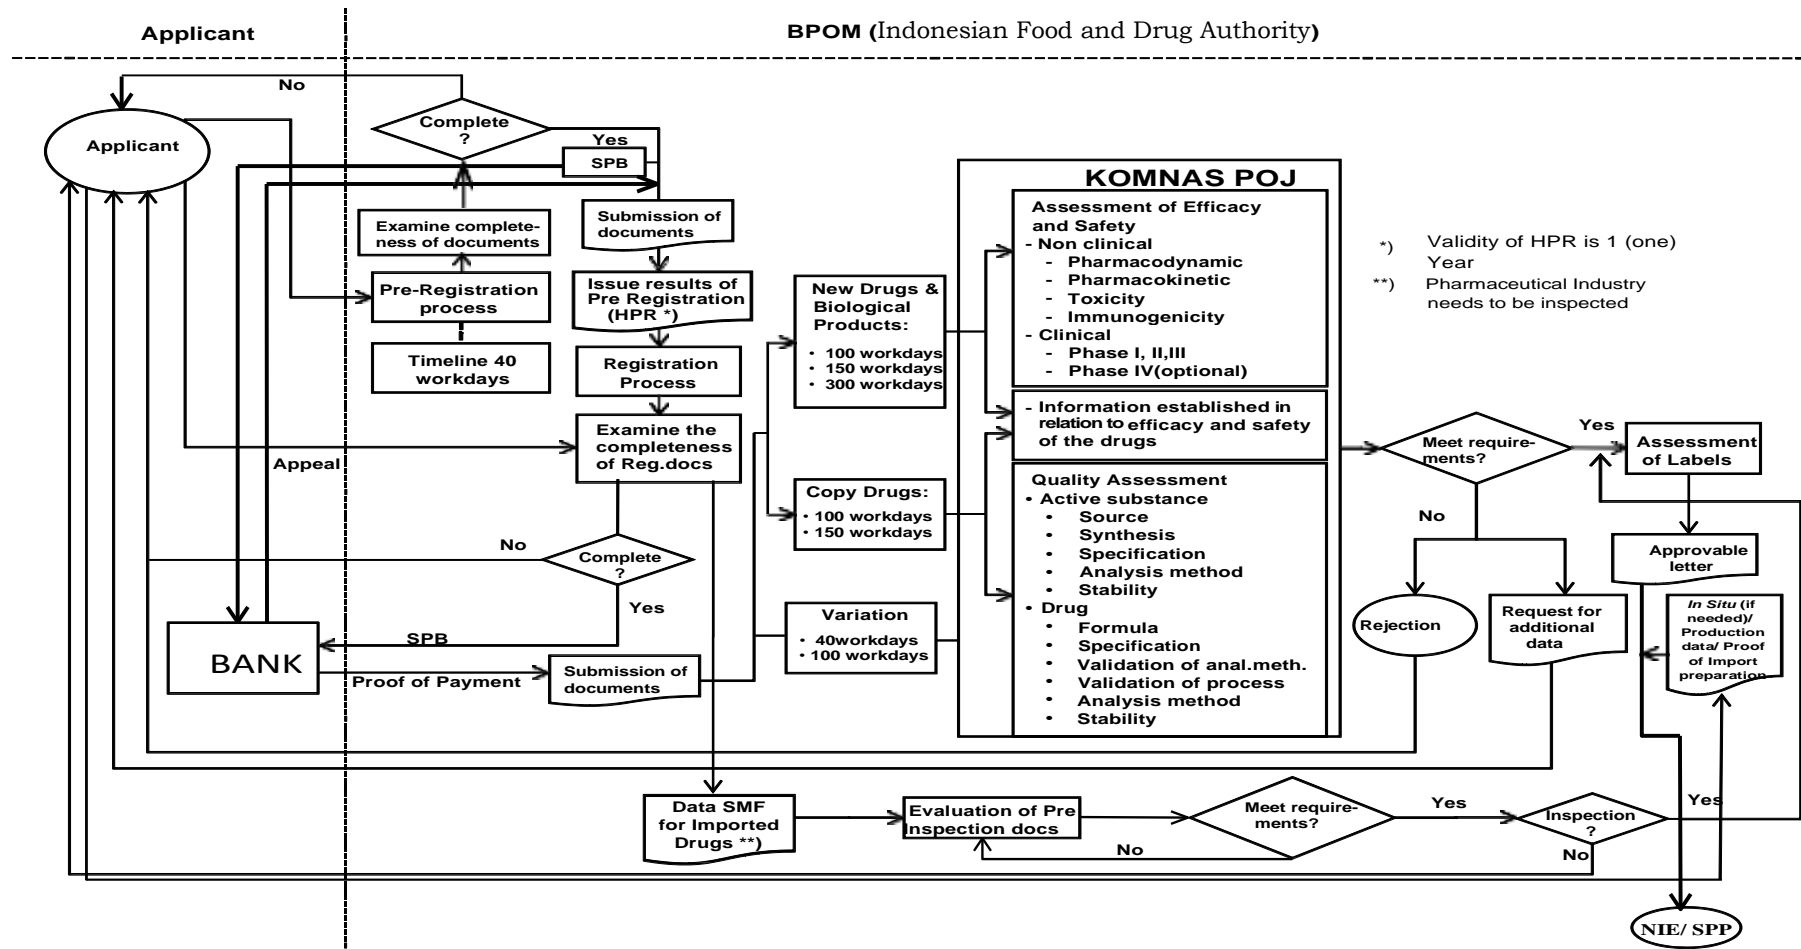 Applicant
BPOM (Indonesian Food and Drug Authority)
No
Applicant
Complete
?
Yes
SPB
Examine complete-
ness of documents
Pre-Registration
process
Timeline 40
workdays
Submission of
documents
Issue results of
Pre Registration
(HPR *)
Registration
Process
Examine the
completeness
of Reg.docs
Appeal
No
Complete
?
Yes
SPB
BANK
Proof of Payment
Submission of
documents
New Drugs &
Biological
Products:
• 100 workdays
• 150 workdays
• 300 workdays
Copy Drugs:
• 100 workdays
• 150 workdays
Variation
• 40workdays
• 100 workdays
KOMNAS POJ
Assessment of Efficacy
and Safety
- Non clinical
- Pharmacodynamic
- Pharmacokinetic
- Toxicity
- Immunogenicity
- Clinical
- Phase I, II,III
- Phase IV(optional)
- Information established in
relation to efficacy and safety
of the drugs
Quality Assessment
• Active substance
• Source
• Synthesis
• Specification
• Analysis method
• Stability
• Drug
• Formula
• Specification
• Validation of anal.meth.
• Validation of process
• Analysis method
• Stability
*) Validity of HPR is 1 (one)
Year
**) Pharmaceutical Industry
needs to be inspected
Meet require-
ments?
Yes
Assessment
of Labels
No
Approvable
letter
Rejection
Request for
additional
data
In Situ (if
needed)/
Production
data/ Proof
of Import
preparation
Data SMF
for Imported
Drugs **)
Evaluation of Pre
Inspection docs
Meet require-
ments?
Yes
No
Inspection
?
Yes
No
NIE/ SPP